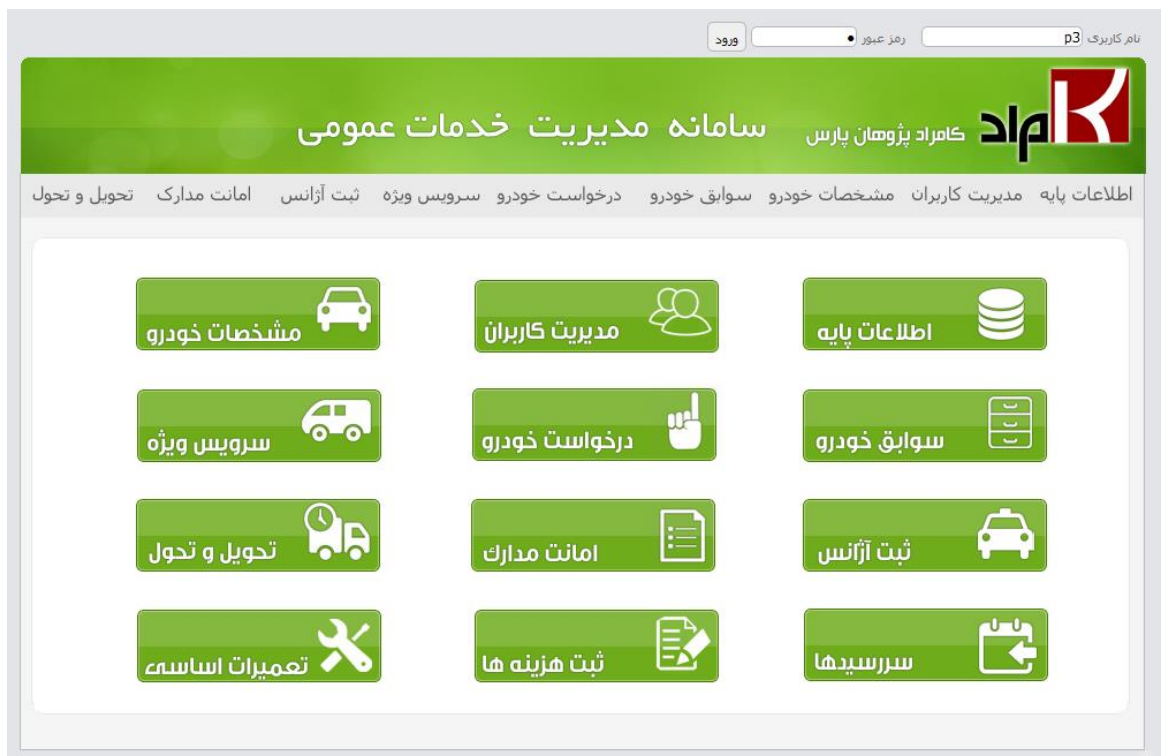 نام کاربری p3 رمز عبور ● ورود
کامراد کامراد پژوهان پارس سامانه مدیریت خدمات عمومی
اطلاعات پایه مدیریت کاربران مشخصات خودرو سوابق خودرو درخواست خودرو سرویس ویژه ثبت آژانس امانت مدارک تحویل و تحول
اطلاعات پایه مدیریت کاربران مشخصات خودرو
سوابق خودرو درخواست خودرو سرویس ویژه
ثبت آژانس امانت مدارك تحویل و تحول
سررسیدها ثبت هزینه ها تعمیرات اساسی